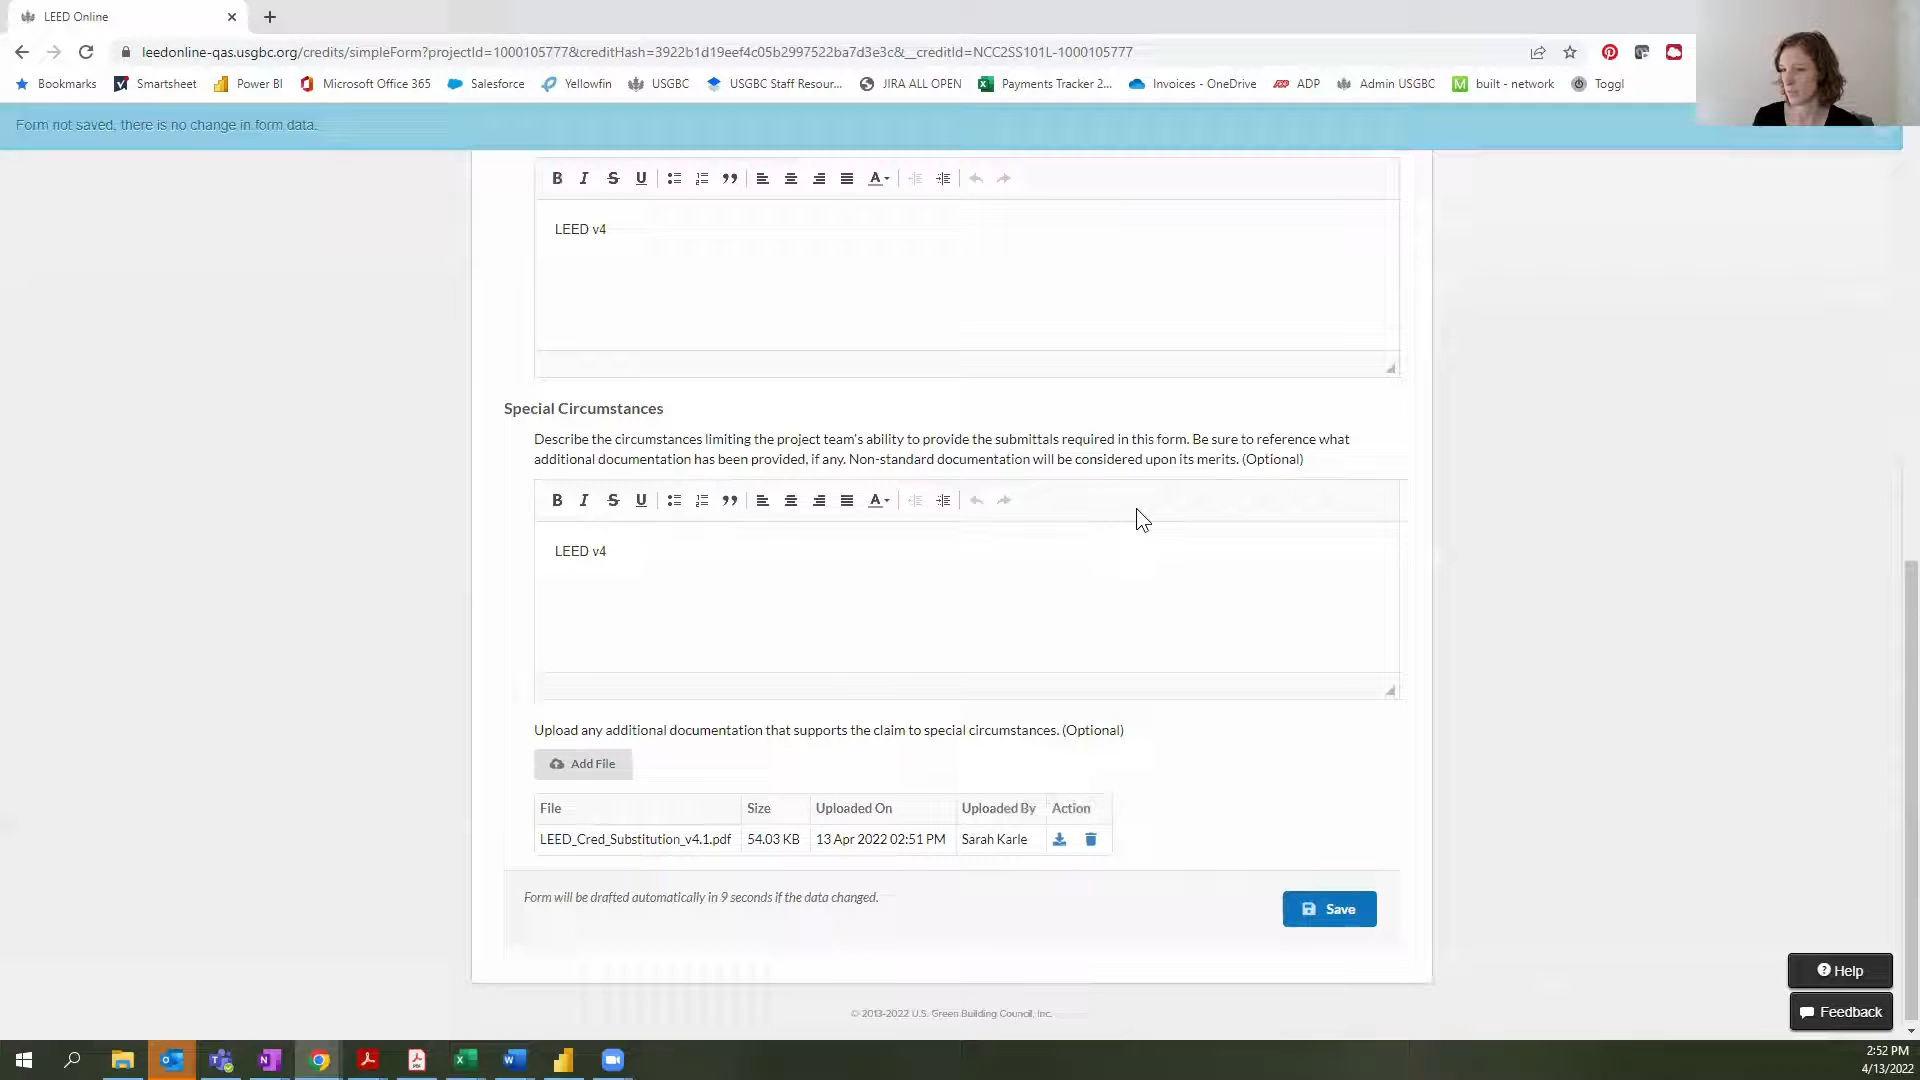 LEED Online
leedonline-qas.usgbc.org/credits/simpleForm?projectId=1000105777&creditHash=3922b1d19eef4c05b2997522ba7d3e3c&__creditId=NCC2SS101L-1000105777
Bookmarks Smartsheet Power BI Microsoft Office 365 Salesforce Yellowfin USGBC USGBC Staff Resour... JIRA ALL OPEN Payments Tracker 2... Invoices - OneDrive ADP Admin USGBC built - network Toggl
Form not saved, there is no change in form data.
LEED v4
Special Circumstances
Describe the circumstances limiting the project team's ability to provide the submittals required in this form. Be sure to reference what
additional documentation has been provided, if any. Non-standard documentation will be considered upon its merits. (Optional)
LEED v4
Upload any additional documentation that supports the claim to special circumstances. (Optional)
Add File
File Size Uploaded On Uploaded By Action
LEED_Cred_Substitution_v4.1.pdf 54.03 KB 13 Apr 2022 02:51 PM Sarah Karle
Form will be drafted automatically in 9 seconds if the data changed.
Save
Help
Feedback
© 2013-2022 U.S. Green Building Council, Inc.
2:52 PM
4/13/2022